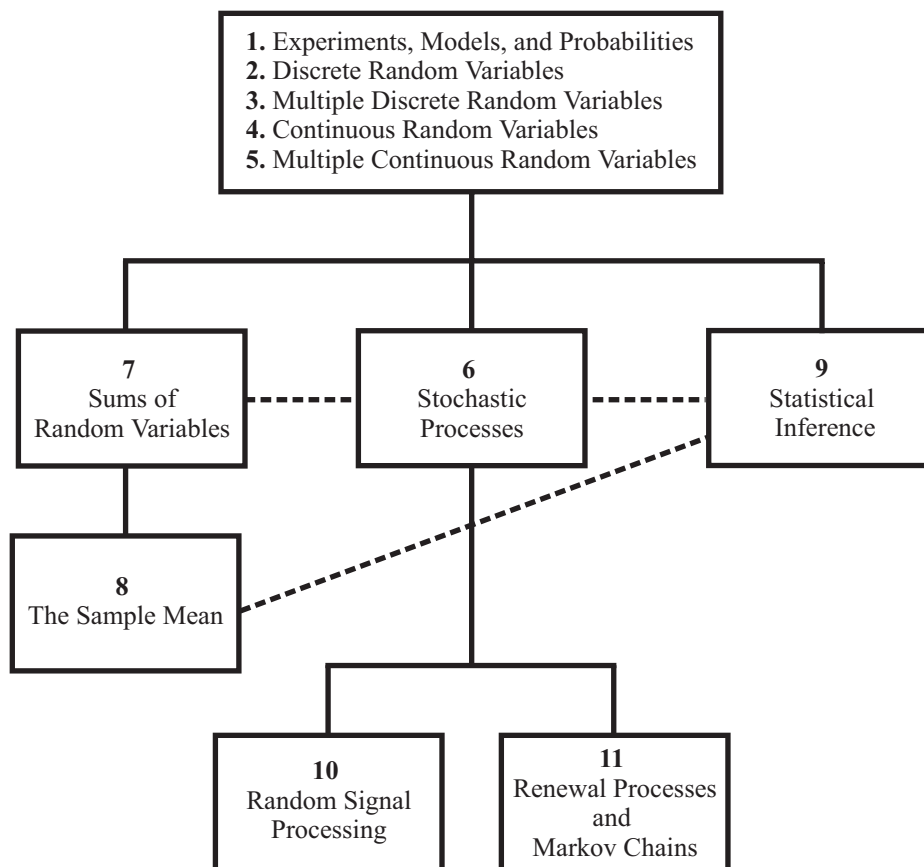 1. Experiments, Models, and Probabilities
2. Discrete Random Variables
3. Multiple Discrete Random Variables
4. Continuous Random Variables
5. Multiple Continuous Random Variables
7
Sums of
Random Variables
6
Stochastic
Processes
9
Statistical
Inference
8
The Sample Mean
10
Random Signal
Processing
11
Renewal Processes
and
Markov Chains